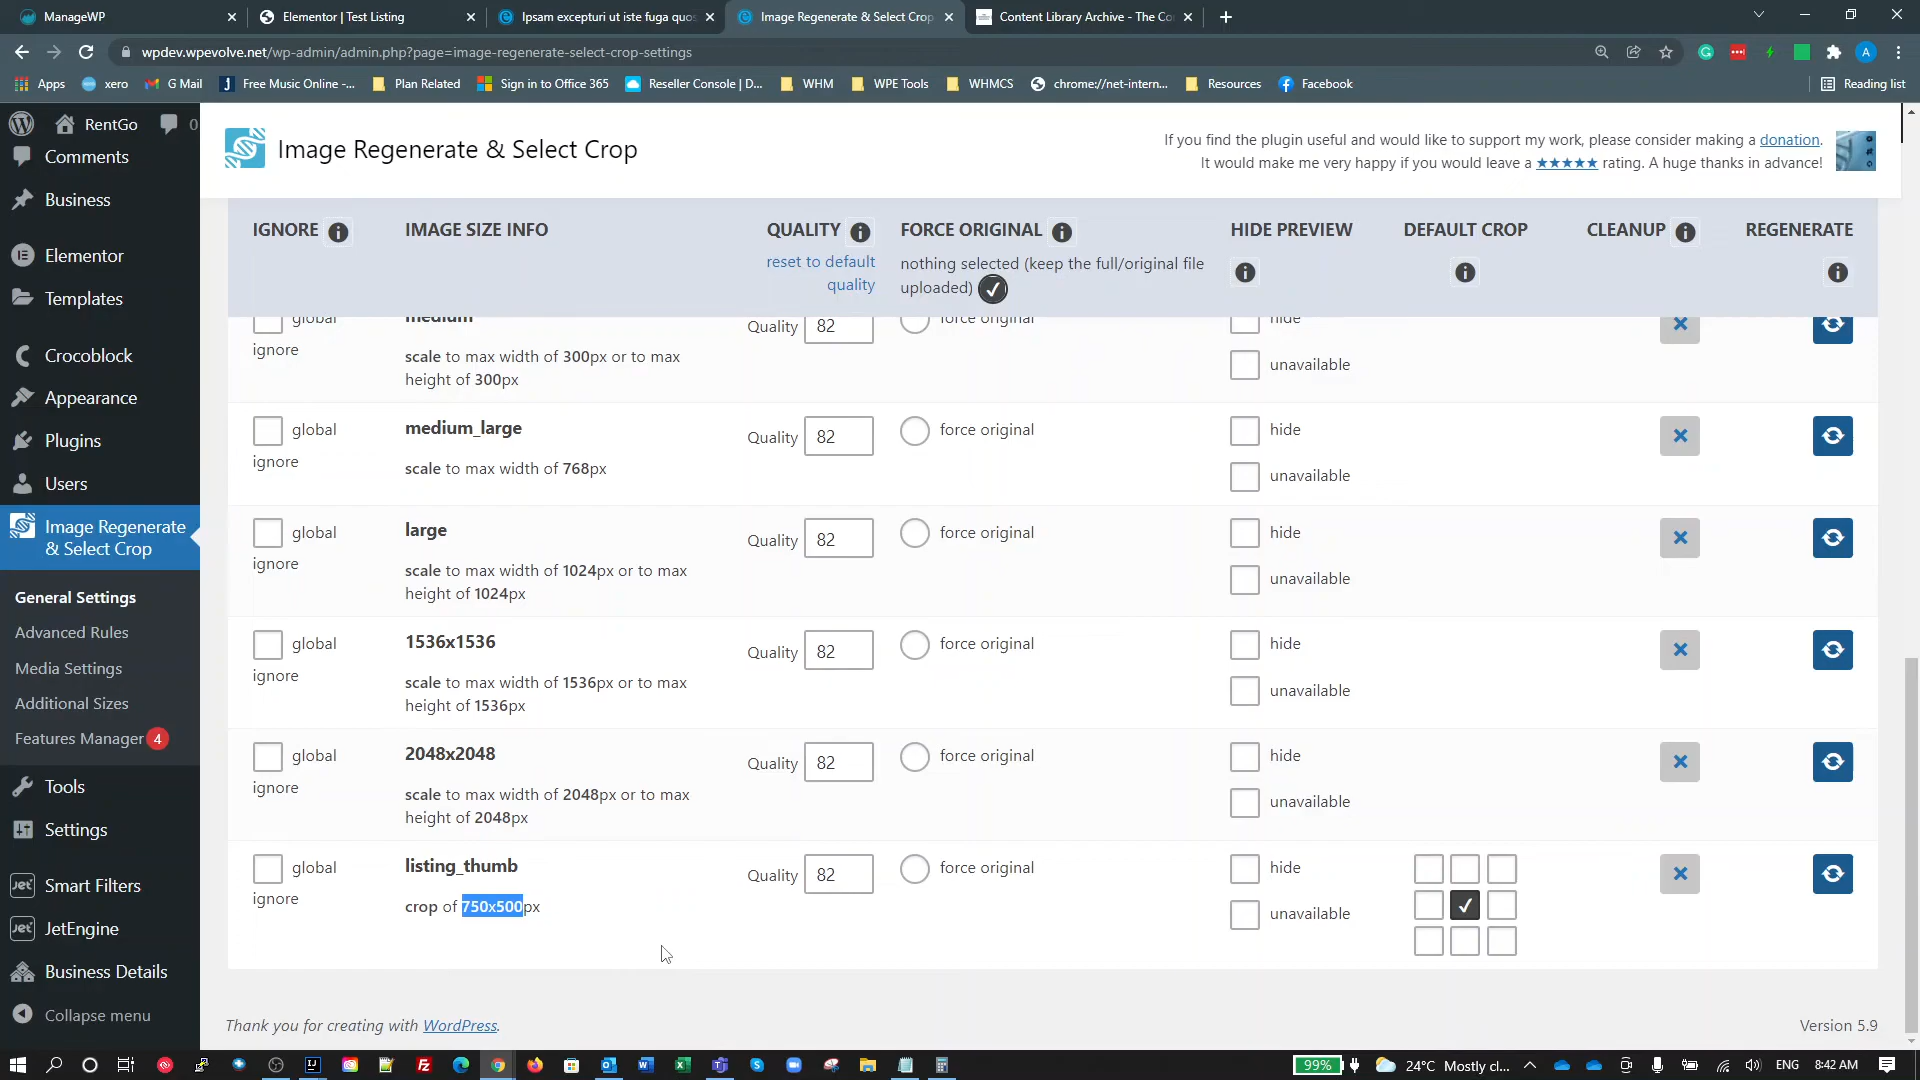 ManageWP
Elementor | Test Listing
Ipsam excepturi ut iste fuga quos
Image Regenerate & Select Crop
Content Library Archive - The Co
wpdev.wpevolve.net/wp-admin/admin.php?page=image-regenerate-select-crop-settings
A
Apps
xero
G Mail
Free Music Online -...
Plan Related
Sign in to Office 365
Reseller Console | D...
WHM
WPE Tools
WHMCS
chrome://net-intern...
Resources
Facebook
Reading list
RentGo
0
Comments
Business
Elementor
Templates
Crocoblock
Appearance
Plugins
Users
Image Regenerate
& Select Crop
General Settings
Advanced Rules
Media Settings
Additional Sizes
Features Manager 4
Tools
Settings
Smart Filters
JetEngine
Business Details
Collapse menu
Image Regenerate & Select Crop
If you find the plugin useful and would like to support my work, please consider making a donation.
It would make me very happy if you would leave a ★★★★★ rating. A huge thanks in advance!
IGNORE
IMAGE SIZE INFO
QUALITY
reset to default
quality
FORCE ORIGINAL
nothing selected (keep the full/original file
uploaded)
HIDE PREVIEW
DEFAULT CROP
CLEANUP
REGENERATE
global
ignore
medium
scale to max width of 300px or to max
height of 300px
Quality 82
force original
hide
unavailable
global
ignore
medium_large
scale to max width of 768px
Quality 82
force original
hide
unavailable
global
ignore
large
scale to max width of 1024px or to max
height of 1024px
Quality 82
force original
hide
unavailable
global
ignore
1536x1536
scale to max width of 1536px or to max
height of 1536px
Quality 82
force original
hide
unavailable
global
ignore
2048x2048
scale to max width of 2048px or to max
height of 2048px
Quality 82
force original
hide
unavailable
global
ignore
listing_thumb
crop of 750x500px
Quality 82
force original
hide
unavailable
Thank you for creating with WordPress.
Version 5.9
99%
24°C Mostly cl...
ENG
8:42 AM